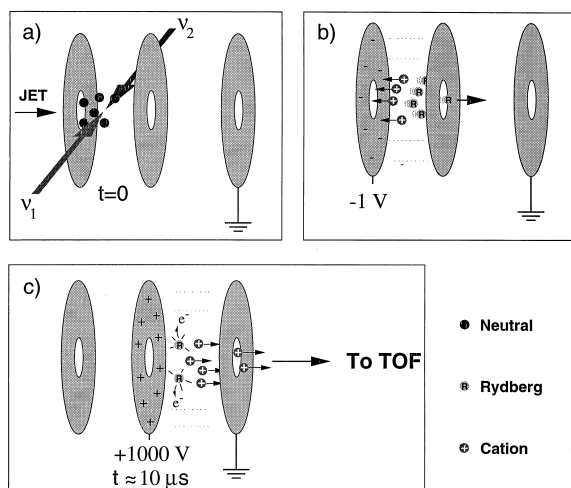 a)
ν2
JET
t=0
ν1
b)
R
R
R
R
R
-1 V
c)
e-
R
R
e-
To TOF
+1000 V
t ≈ 10 μs
Neutral
R Rydberg
Cation